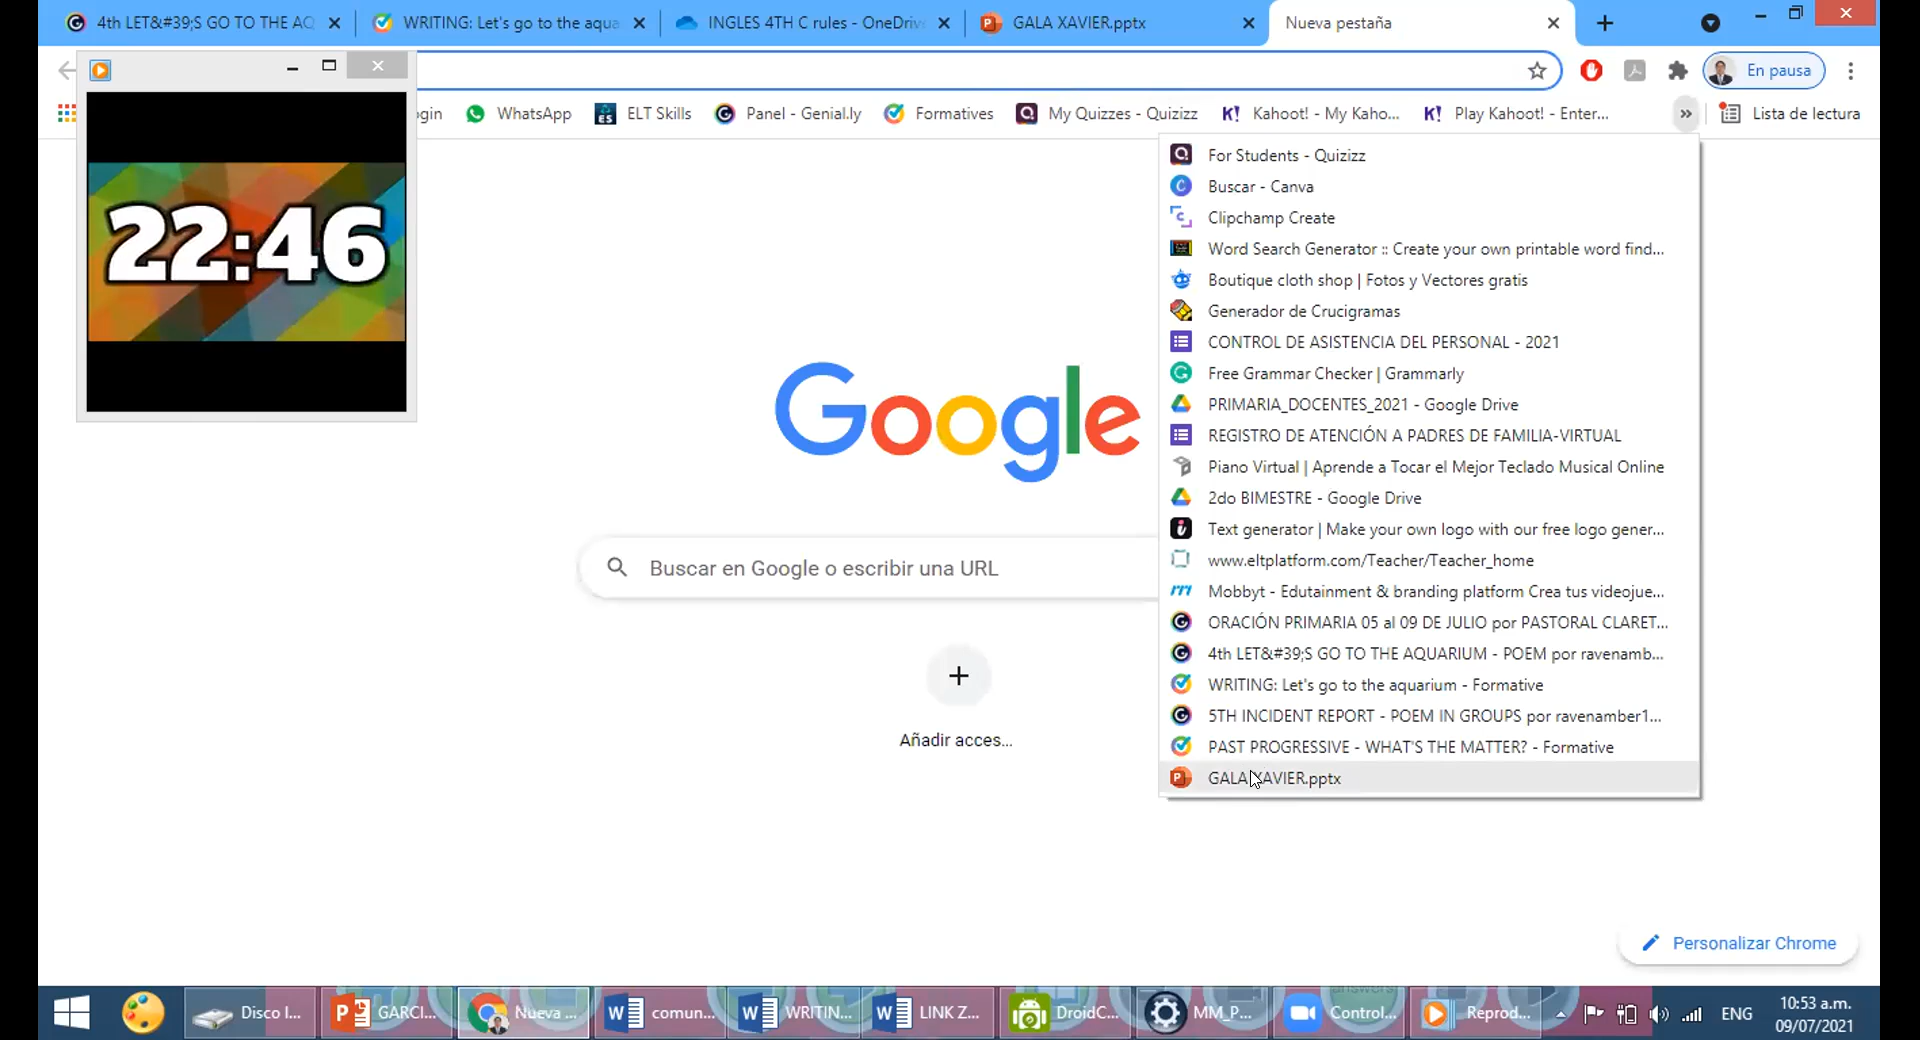 4th LET&#39;S GO TO THE AQ
WRITING: Let's go to the aqua
INGLES 4TH C rules - OneDriv
GALA XAVIER.pptx
Nueva pestaña
En pausa
gin
WhatsApp
ELT Skills
Panel - Genial.ly
Formatives
My Quizzes - Quizizz
Kahoot! - My Kaho...
Play Kahoot! - Enter...
»
Lista de lectura
22:46
For Students - Quizizz
Buscar - Canva
Clipchamp Create
Word Search Generator :: Create your own printable word find...
Boutique cloth shop | Fotos y Vectores gratis
Generador de Crucigramas
CONTROL DE ASISTENCIA DEL PERSONAL - 2021
Free Grammar Checker | Grammarly
PRIMARIA_DOCENTES_2021 - Google Drive
REGISTRO DE ATENCIÓN A PADRES DE FAMILIA-VIRTUAL
Piano Virtual | Aprende a Tocar el Mejor Teclado Musical Online
2do BIMESTRE - Google Drive
Text generator | Make your own logo with our free logo gener...
www.eltplatform.com/Teacher/Teacher_home
Mobbyt - Edutainment & branding platform Crea tus videojue...
ORACIÓN PRIMARIA 05 al 09 DE JULIO por PASTORAL CLARET...
4th LET&#39;S GO TO THE AQUARIUM - POEM por ravenamb...
WRITING: Let's go to the aquarium - Formative
5TH INCIDENT REPORT - POEM IN GROUPS por ravenamber1...
PAST PROGRESSIVE - WHAT'S THE MATTER? - Formative
GALA XAVIER.pptx
Google
Buscar en Google o escribir una URL
Añadir acces...
Personalizar Chrome
Disco l...
GARCI...
Nueva ...
comun...
WRITIN...
LINK Z...
DroidC...
MM_P...
Control...
Reprod...
ENG
10:53 a.m.
09/07/2021